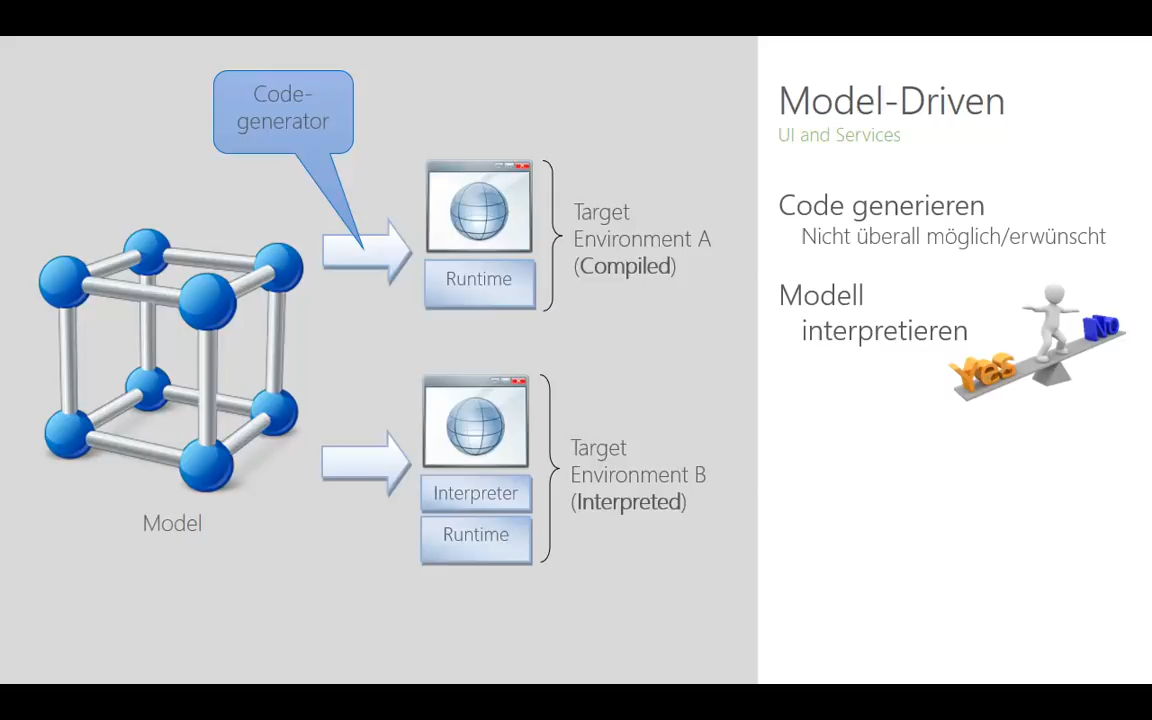 Code-
generator
Target
Environment A
(Compiled)
Runtime
Target
Environment B
(Interpreted)
Interpreter
Runtime
Model
Model-Driven
UI and Services
Code generieren
Nicht überall möglich/erwünscht
Modell
interpretieren
Yes
No